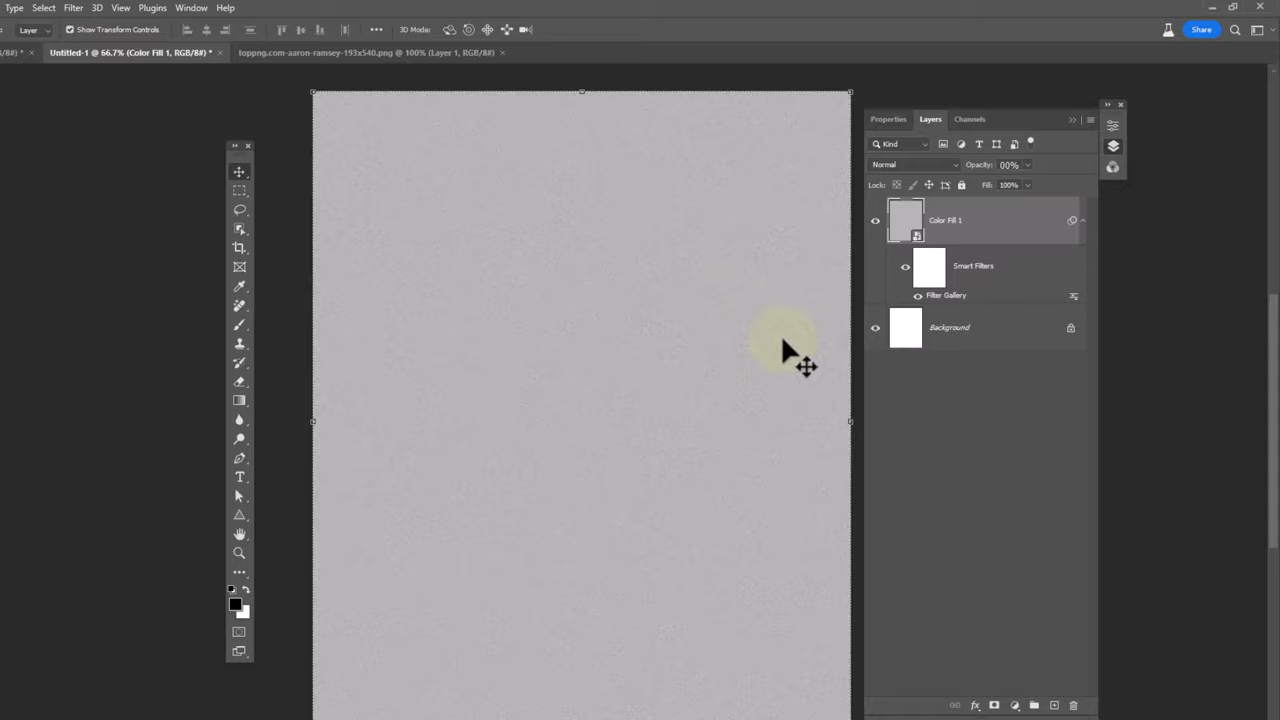 Type Select Filter 3D View Plugins Window Help
Layer Show Transform Controls 3D Mode: Share
/8#) * Untitled-1 @ 66.7% (Color Fill 1, RGB/8#) * toppng.com-aaron-ramsey-193x540.png @ 100% (Layer 1, RGB/8#)
Properties Layers Channels
Kind
Normal Opacity: 00%
Lock: Fill: 100%
Color Fill 1
Smart Filters
Filter Gallery
Background
fx